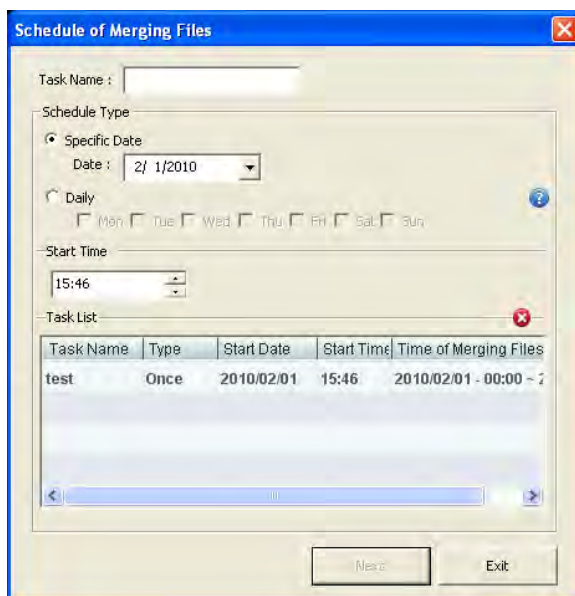 Schedule of Merging Files
Task Name :
Schedule Type
Specific Date
Date : 2/ 1/2010
Daily
Mon Tue Wed Thu Fri Sat Sun
Start Time
15:46
Task List
Task Name Type Start Date Start Time Time of Merging Files
test Once 2010/02/01 15:46 2010/02/01 - 00:00 ~ 2
Next Exit